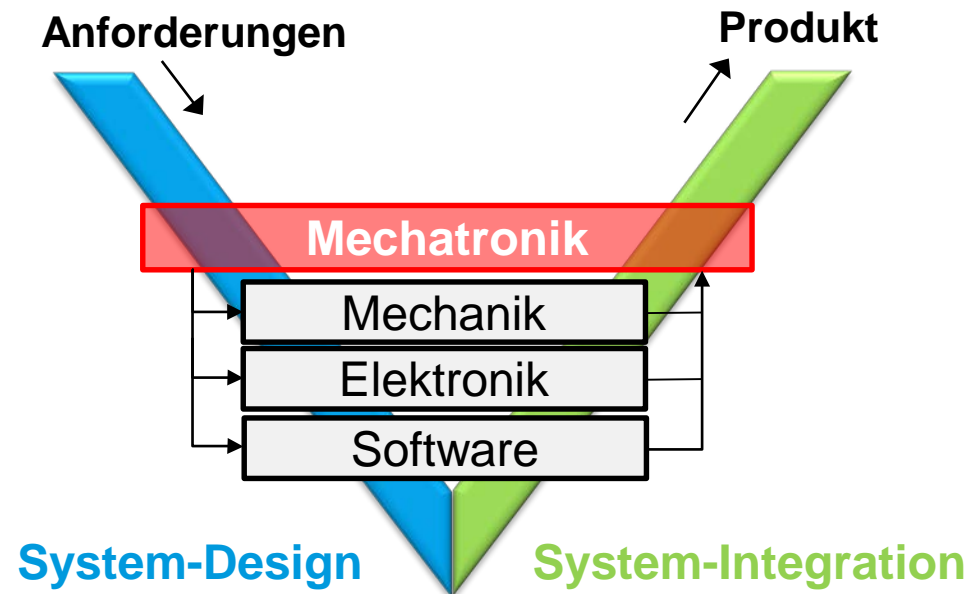 Anforderungen
Produkt
Mechatronik
Mechanik
Elektronik
Software
System-Design
System-Integration